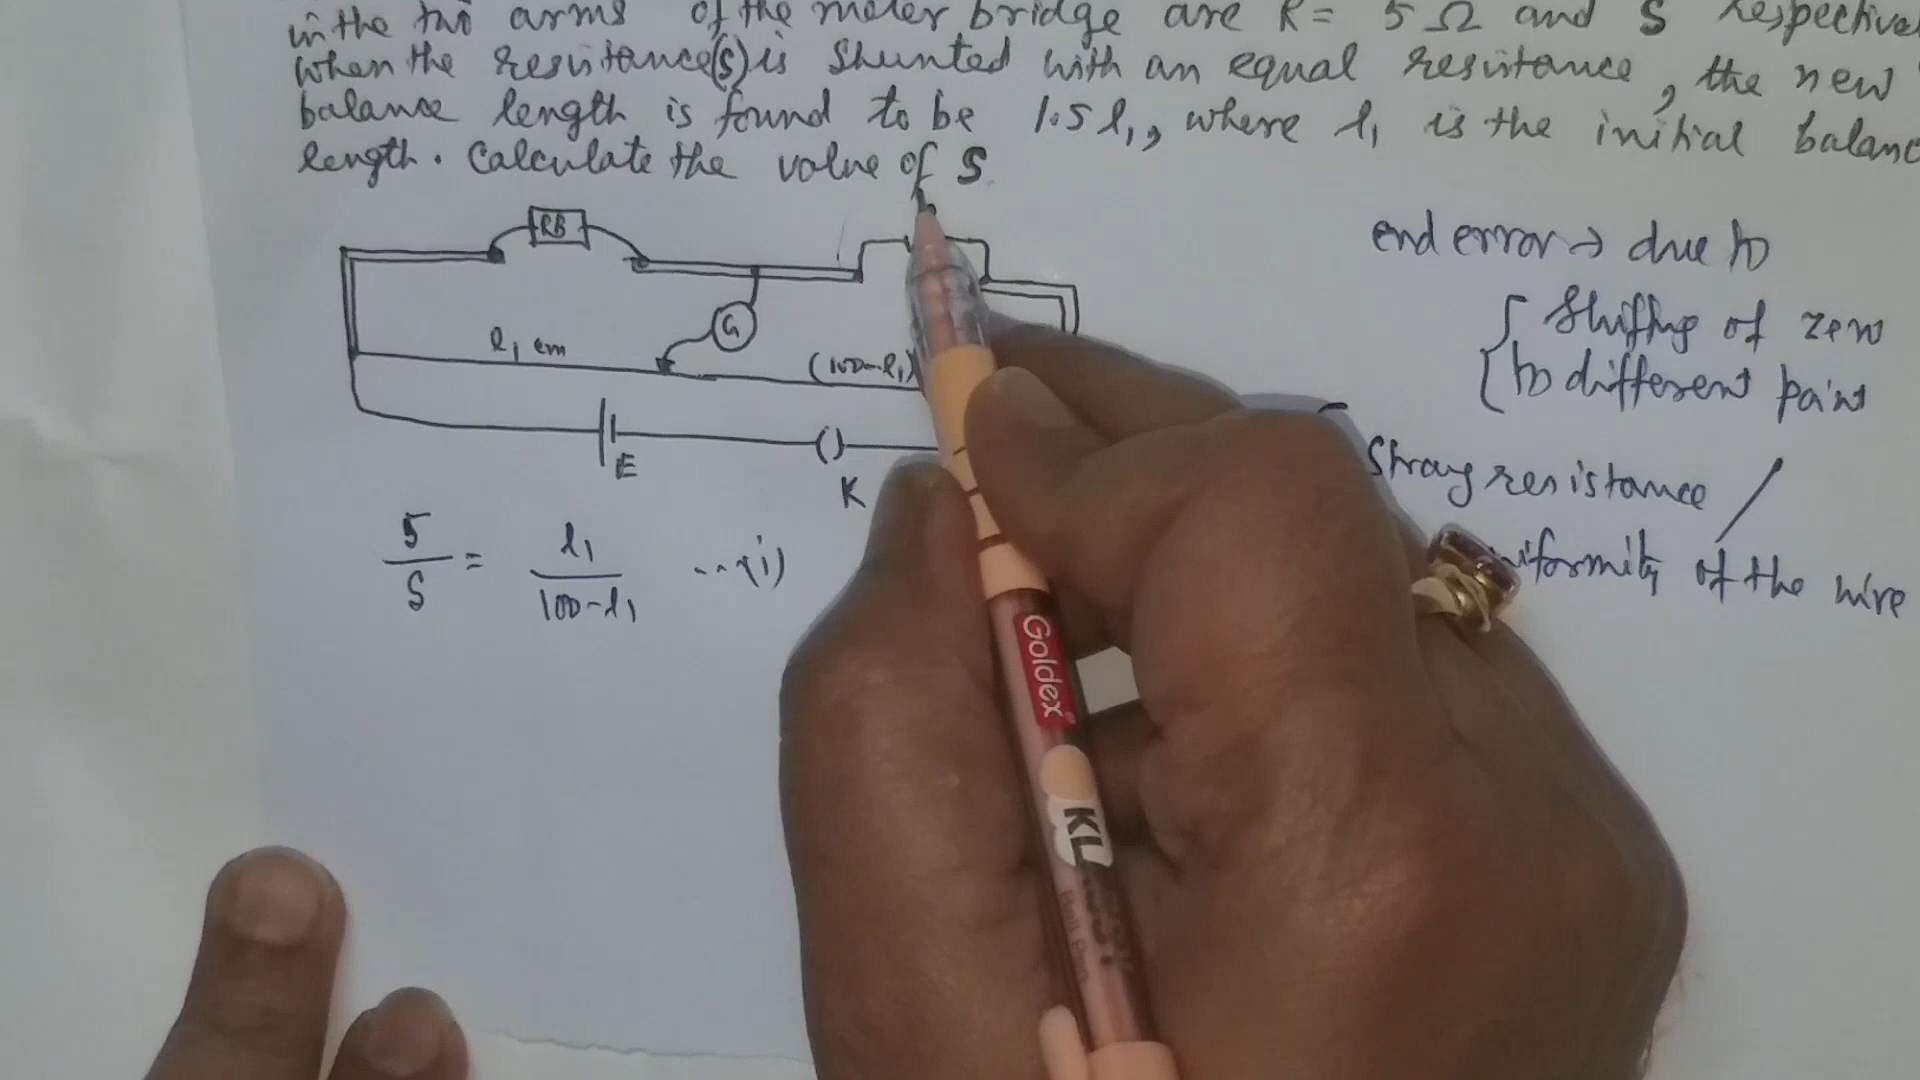 in the two arms of the meter bridge are R = 5 Ω and S respective
when the resistance(S) is Shunted with an equal resistance, the new
balance length is found to be 1.5 l₁, where l₁ is the initial balanc
length. Calculate the value of S.
RB
G
l₁ cm
(100-l₁)
E
K
5/S = l₁/100-l₁ ...(i)
end error → due to
{ Shifting of zero
to different point
Stray resistance
niformity of the wire
Goldex
KL
Ball Pen